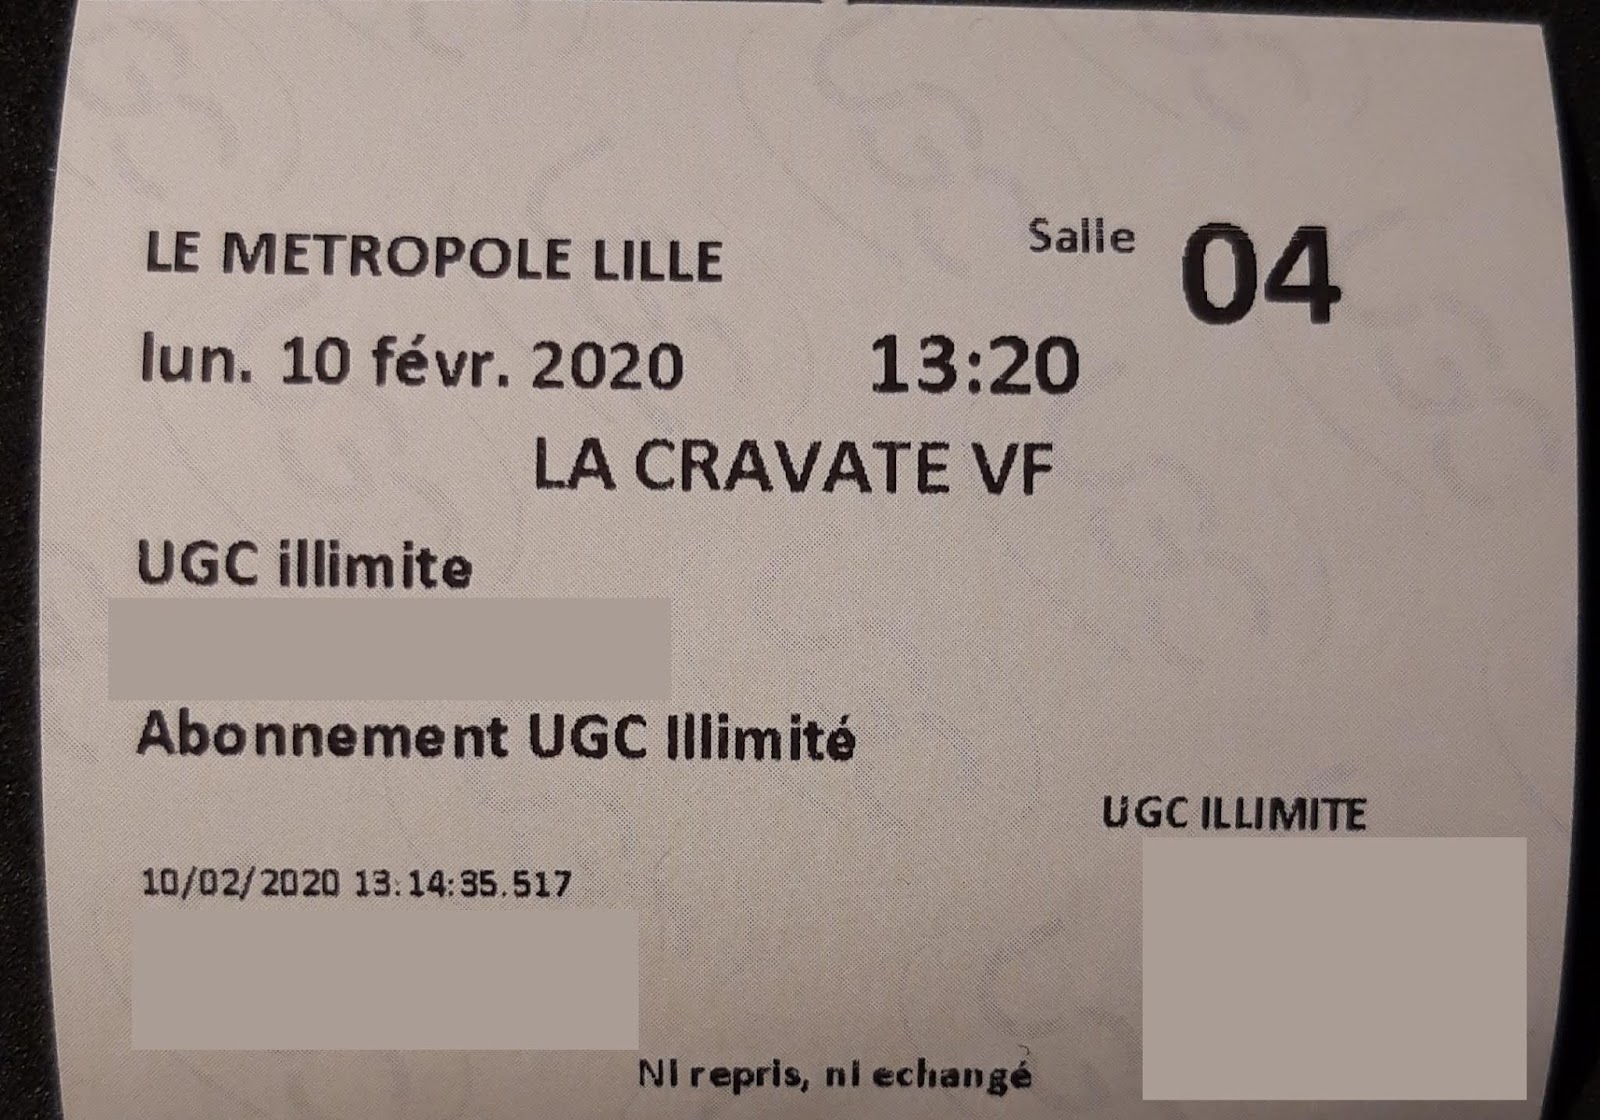 LE METROPOLE LILLE Salle 04
lun. 10 févr. 2020 13:20
LA CRAVATE VF
UGC illimite
Abonnement UGC Illimité
UGC ILLIMITE
10/02/2020 13:14:35.517
Ni repris, ni echangé